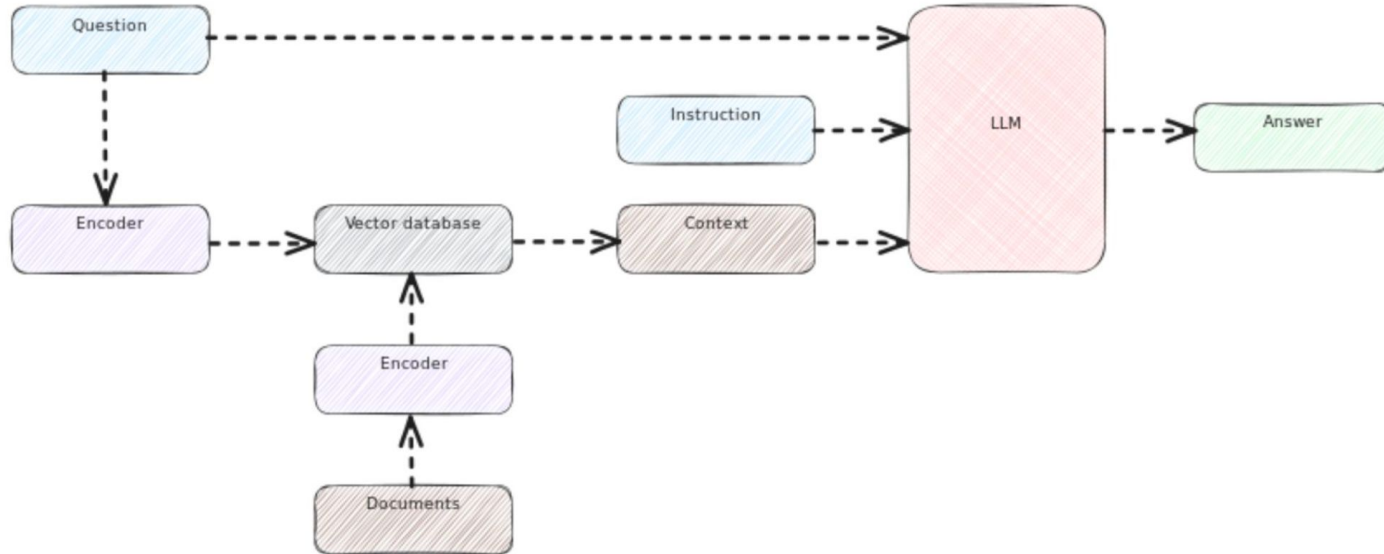 Question
Instruction
LLM
Answer
Encoder
Vector database
Context
Encoder
Documents